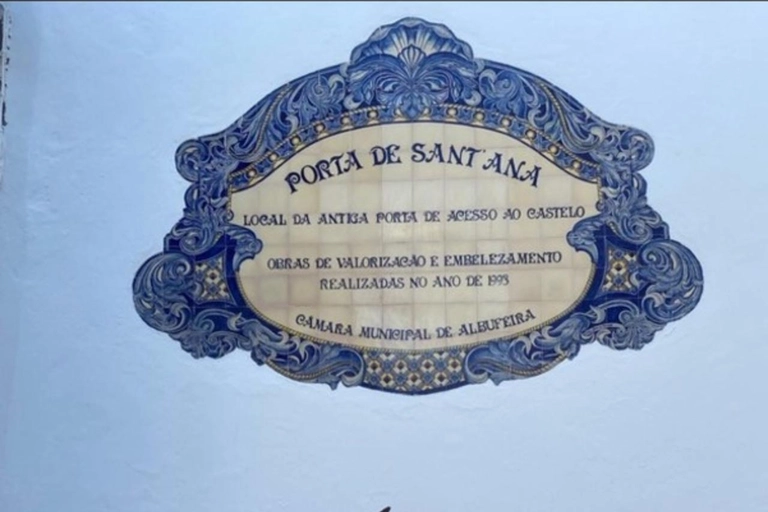 PORTA DE SANT'ANA
LOCAL DA ANTIGA PORTA DE ACESSO AO CASTELO
OBRAS DE VALORIZAÇÃO E EMBELEZAMENTO
REALIZADAS NO ANO DE 1993
CÂMARA MUNICIPAL DE ALBUFEIRA